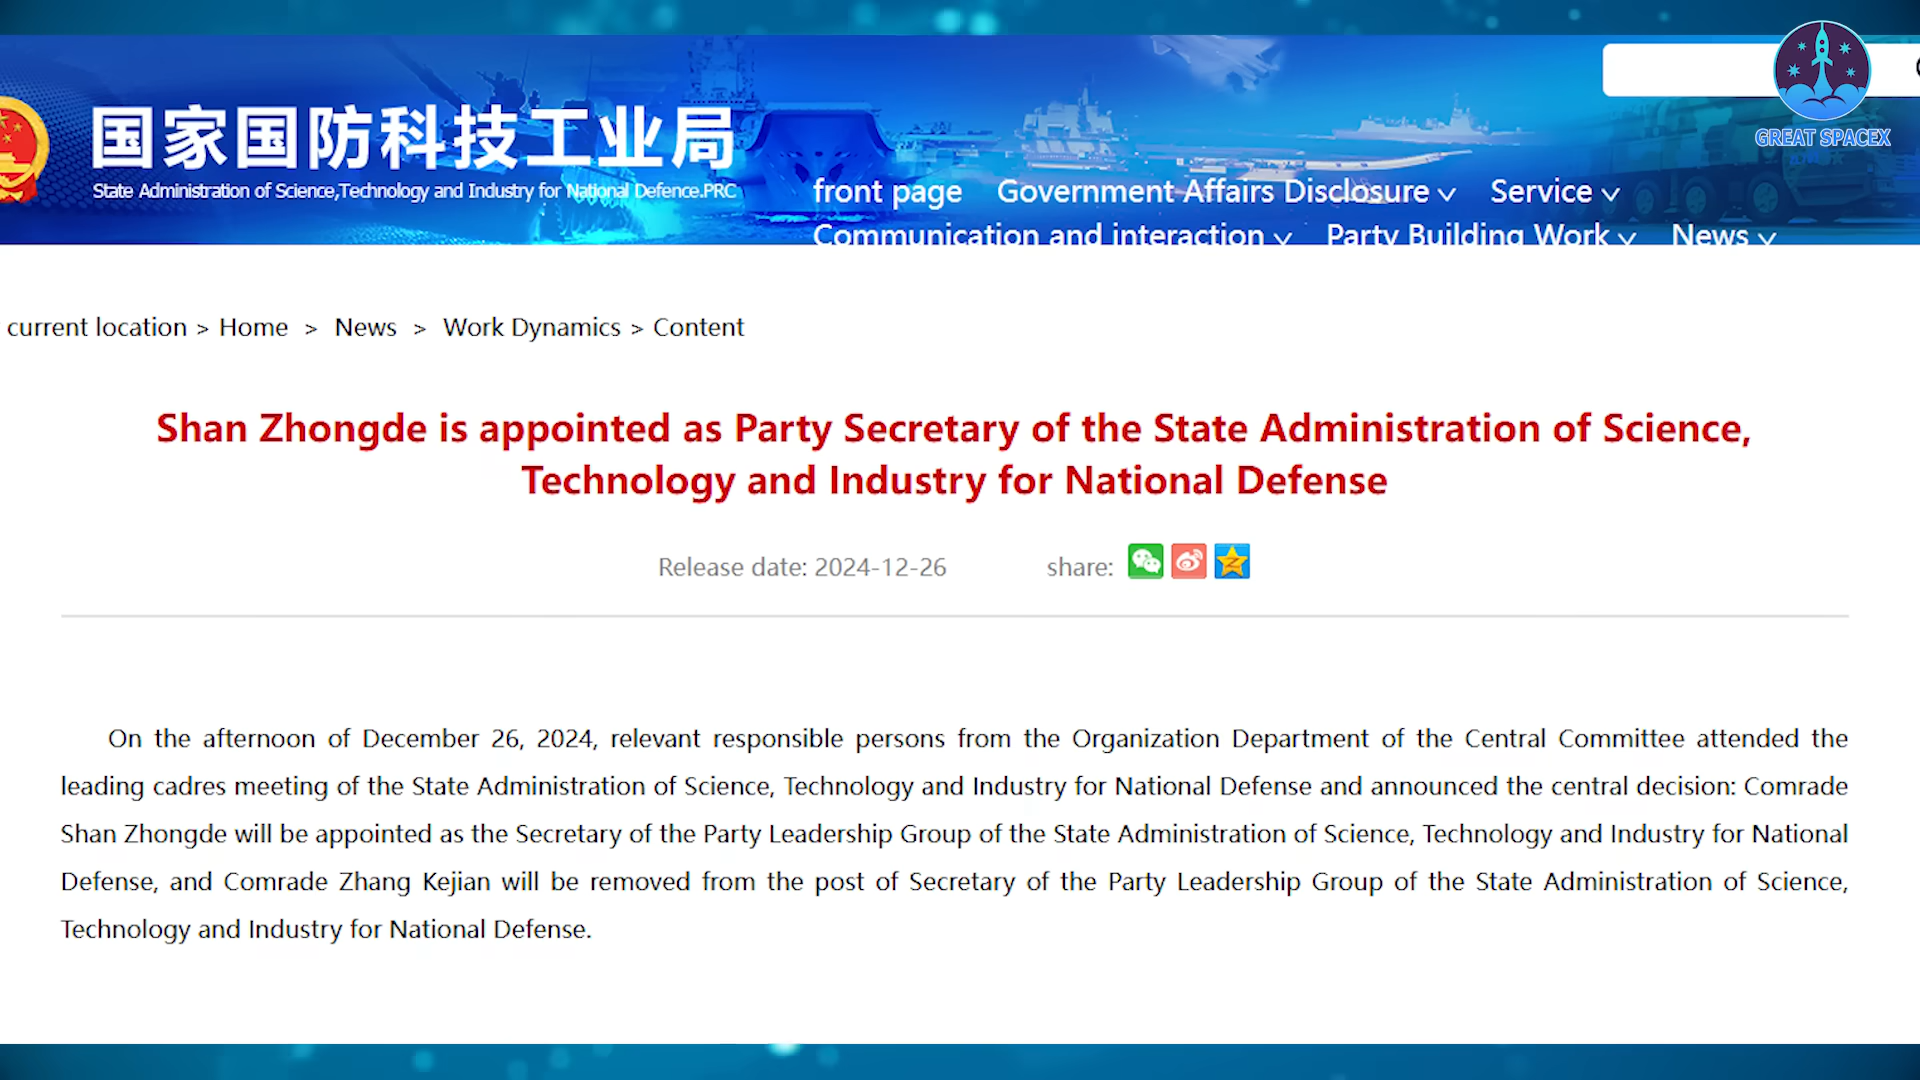 GREAT SPACEX
国家国防科技工业局
State Administration of Science,Technology and Industry for National Defence.PRC
front page Government Affairs Disclosure Service
Communication and interaction Party Building Work News
current location > Home > News > Work Dynamics > Content
Shan Zhongde is appointed as Party Secretary of the State Administration of Science,
Technology and Industry for National Defense
Release date: 2024-12-26 share:
On the afternoon of December 26, 2024, relevant responsible persons from the Organization Department of the Central Committee attended the
leading cadres meeting of the State Administration of Science, Technology and Industry for National Defense and announced the central decision: Comrade
Shan Zhongde will be appointed as the Secretary of the Party Leadership Group of the State Administration of Science, Technology and Industry for National
Defense, and Comrade Zhang Kejian will be removed from the post of Secretary of the Party Leadership Group of the State Administration of Science,
Technology and Industry for National Defense.